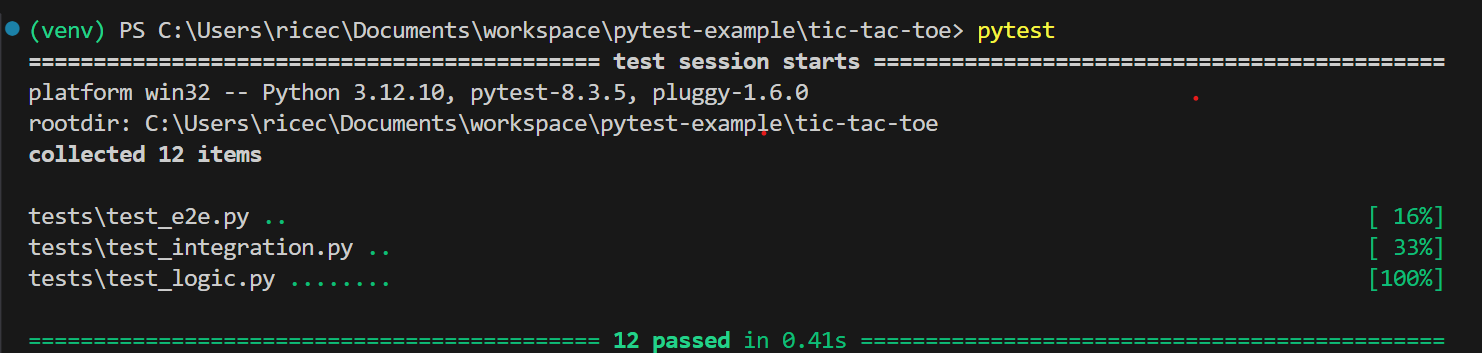 (venv) PS C:\Users\ricec\Documents\workspace\pytest-example\tic-tac-toe> pytest
============================================ test session starts ============================================
platform win32 -- Python 3.12.10, pytest-8.3.5, pluggy-1.6.0
rootdir: C:\Users\ricec\Documents\workspace\pytest-example\tic-tac-toe
collected 12 items
tests\test_e2e.py .. [ 16%]
tests\test_integration.py .. [ 33%]
tests\test_logic.py ........ [100%]
============================================ 12 passed in 0.41s =============================================